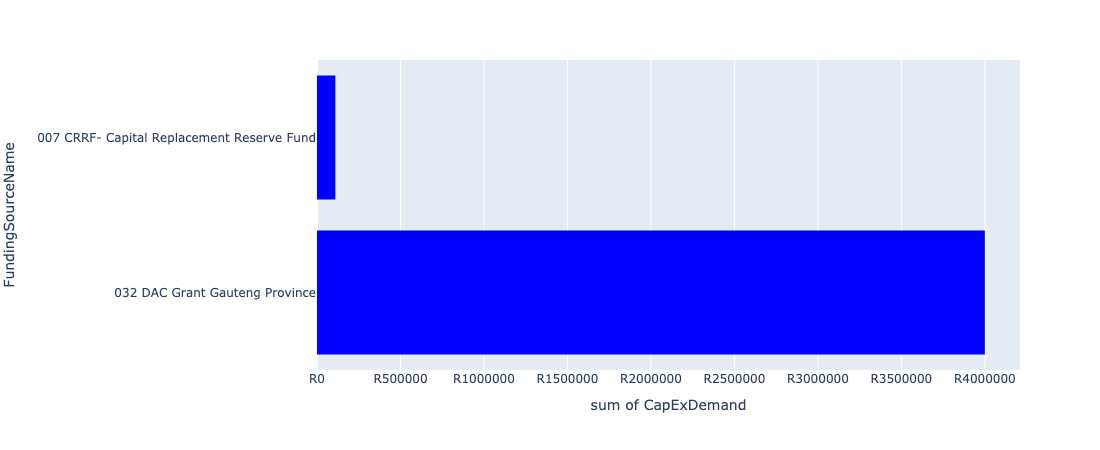 FundingSourceName
007 CRRF- Capital Replacement Reserve Fund
032 DAC Grant Gauteng Province
R0 R500000 R1000000 R1500000 R2000000 R2500000 R3000000 R3500000 R4000000
sum of CapExDemand